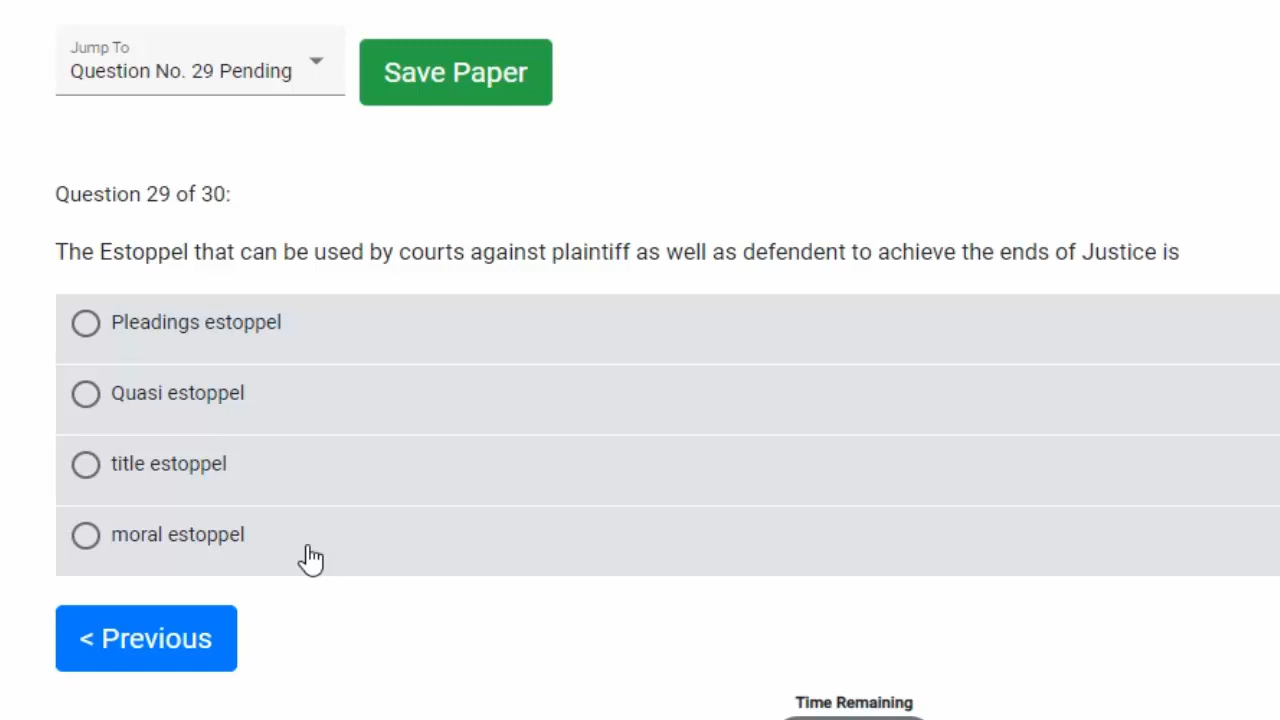 Jump To
Question No. 29 Pending
Save Paper
Question 29 of 30:
The Estoppel that can be used by courts against plaintiff as well as defendent to achieve the ends of Justice is
Pleadings estoppel
Quasi estoppel
title estoppel
moral estoppel
< Previous
Time Remaining